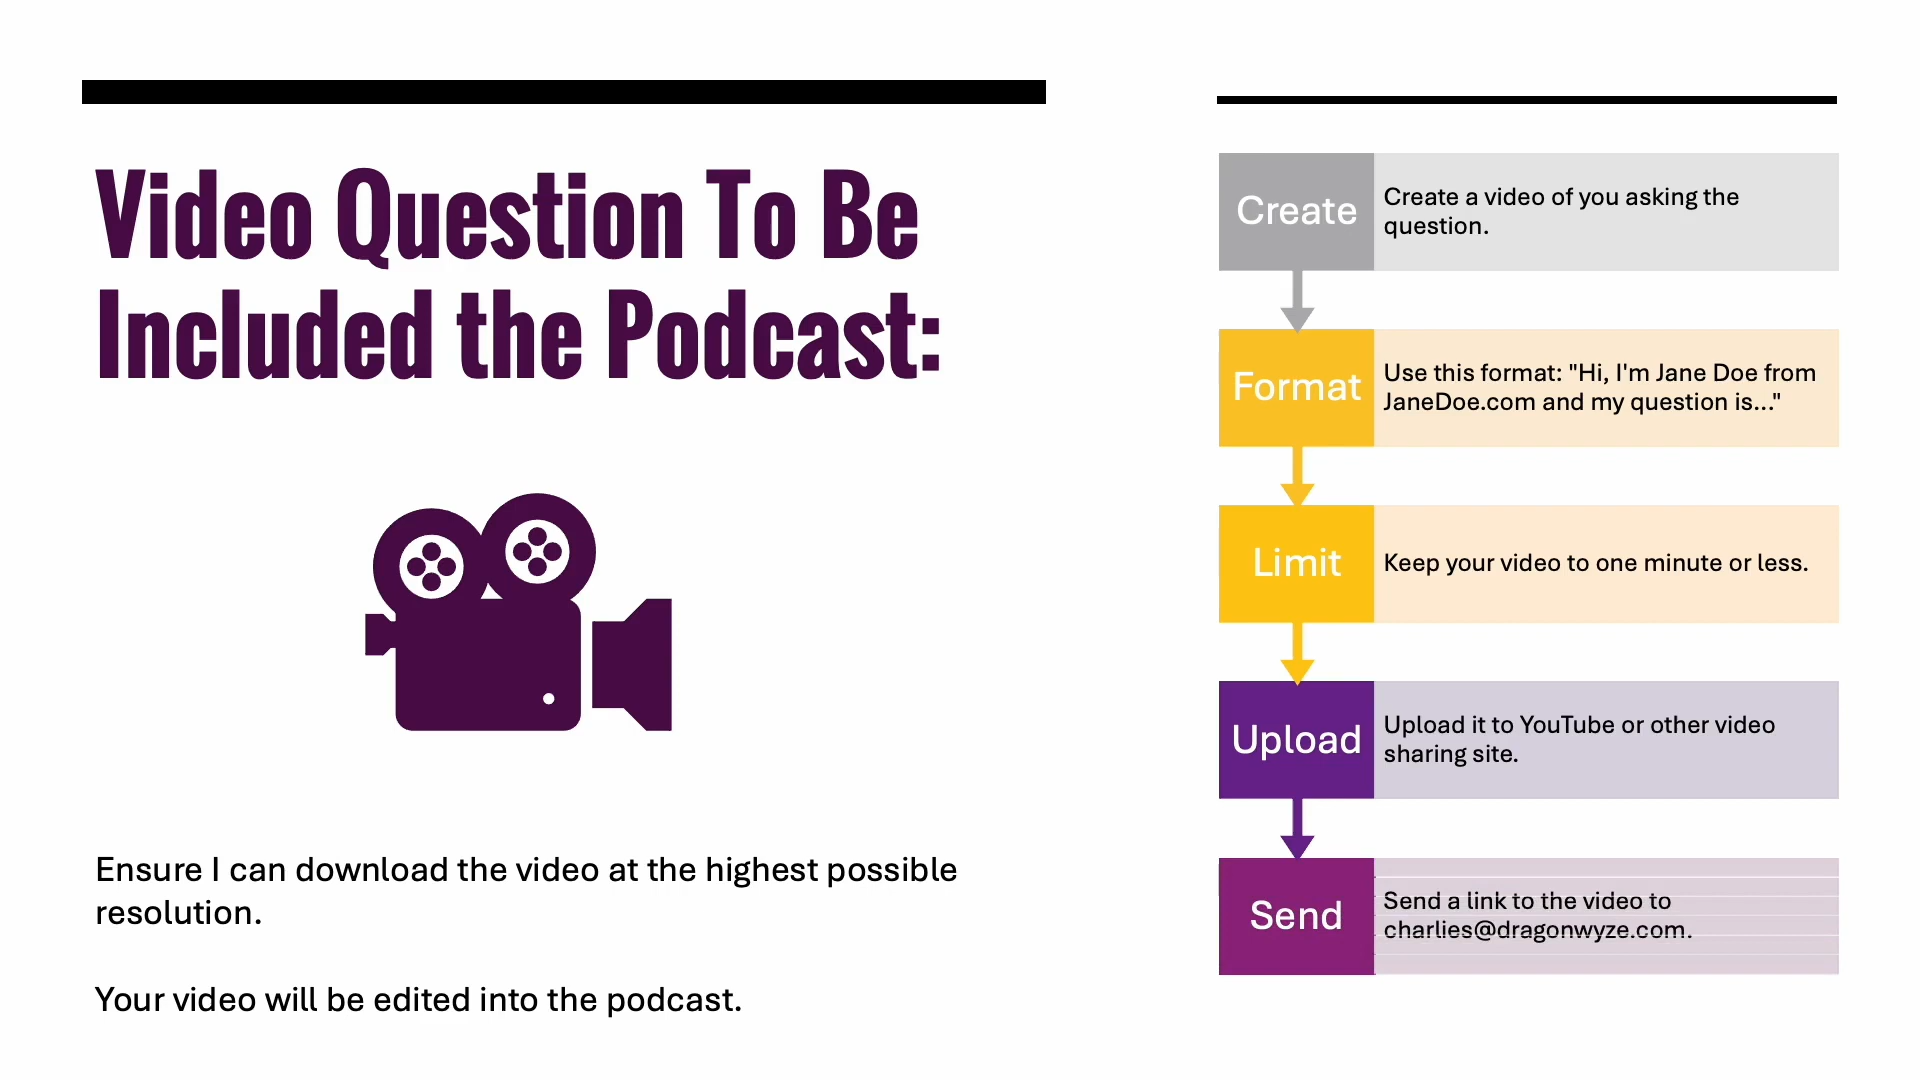 Video Question To Be
Included the Podcast:
Ensure I can download the video at the highest possible
resolution.
Your video will be edited into the podcast.
Create
Create a video of you asking the
question.
Format
Use this format: "Hi, I'm Jane Doe from
JaneDoe.com and my question is..."
Limit
Keep your video to one minute or less.
Upload
Upload it to YouTube or other video
sharing site.
Send
Send a link to the video to
charlies@dragonwyze.com.